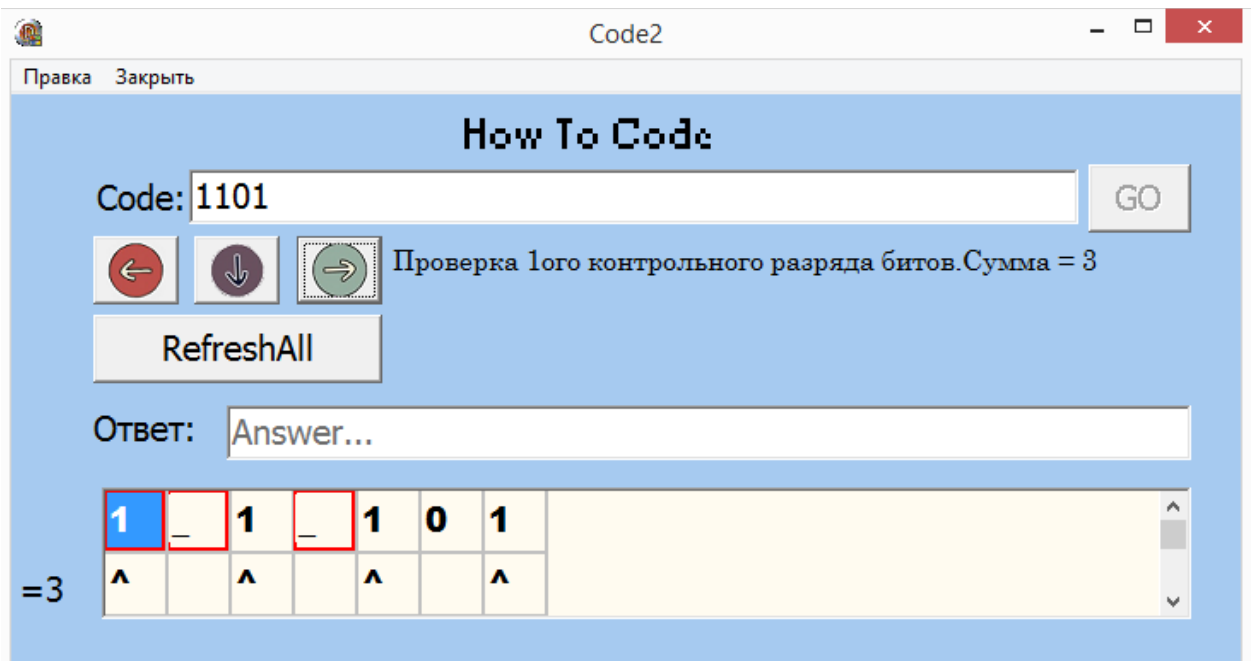 Code2
Правка Закрыть
How To Code
Code: 1101 GO
Проверка 1ого контрольного разряда битов.Сумма = 3
RefreshAll
Ответ: Answer...
1 _ 1 _ 1 0 1
=3 ^ ^ ^ ^